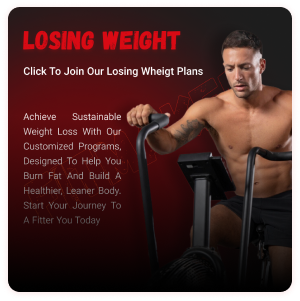 LOSING WEIGHT
Click To Join Our Losing Wheigt Plans
Achieve Sustainable
Weight Loss With Our
Customized Programs,
Designed To Help You
Burn Fat And Build A
Healthier, Leaner Body.
Start Your Journey To
A Fitter You Today